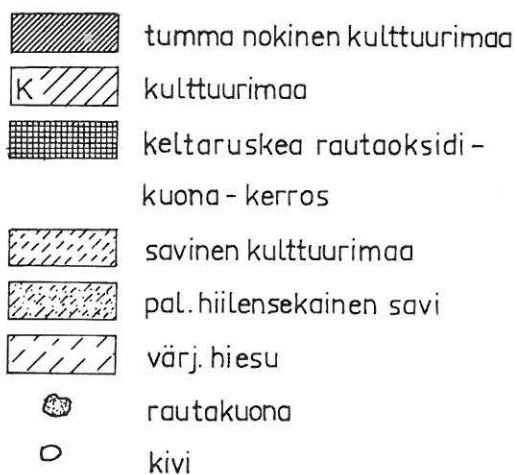 tumma nokinen kulttuurimaa
K kulttuurimaa
keltaruskea rautaoksidi-
kuona-kerros
savinen kulttuurimaa
pal. hiilensekainen savi
värj. hiesu
rautakuona
kivi